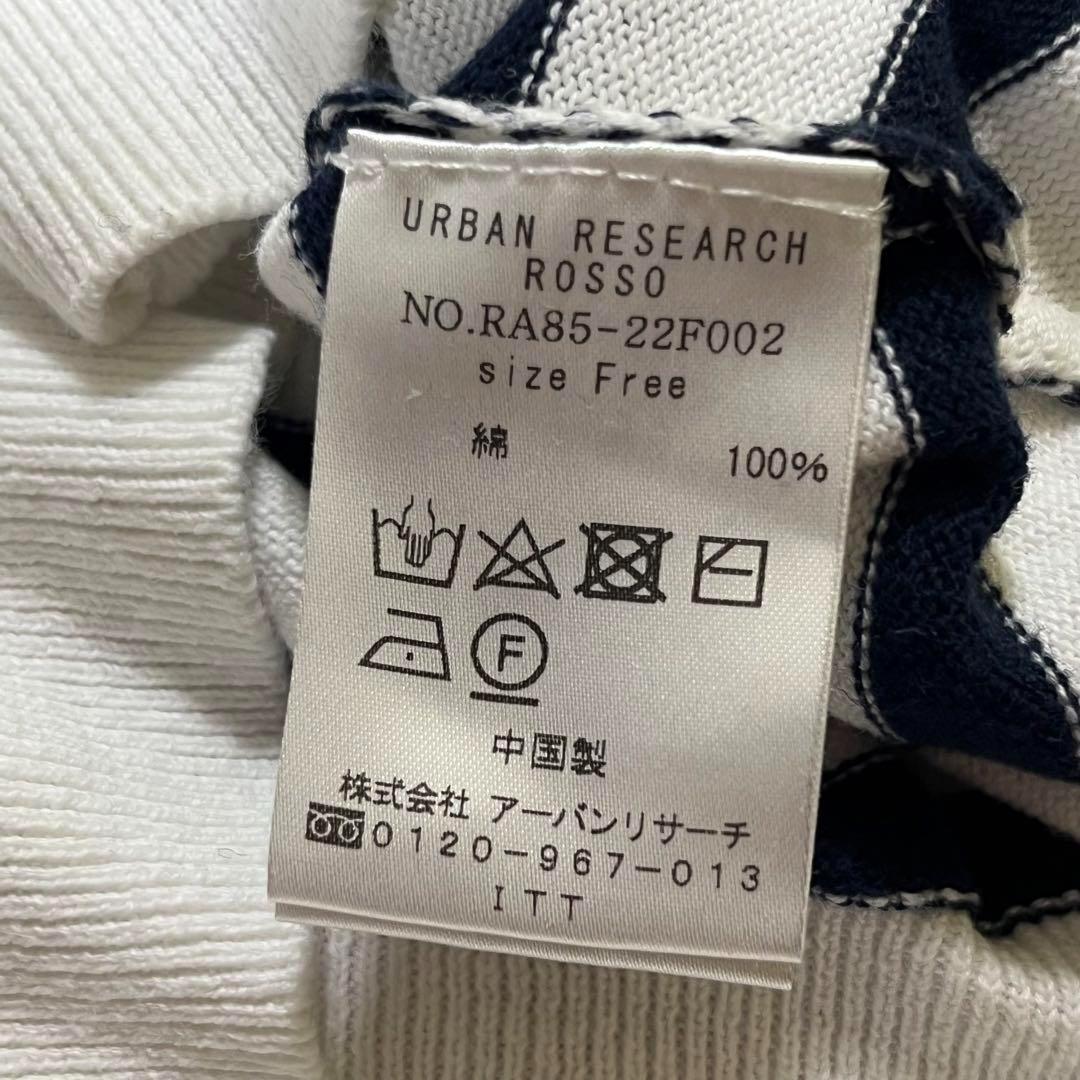 URBAN RESEARCH
ROSSO
NO.RA85-22F002
size Free
綿 100%
F
中国製
株式会社 アーバンリサーチ
0120-967-013
ITT